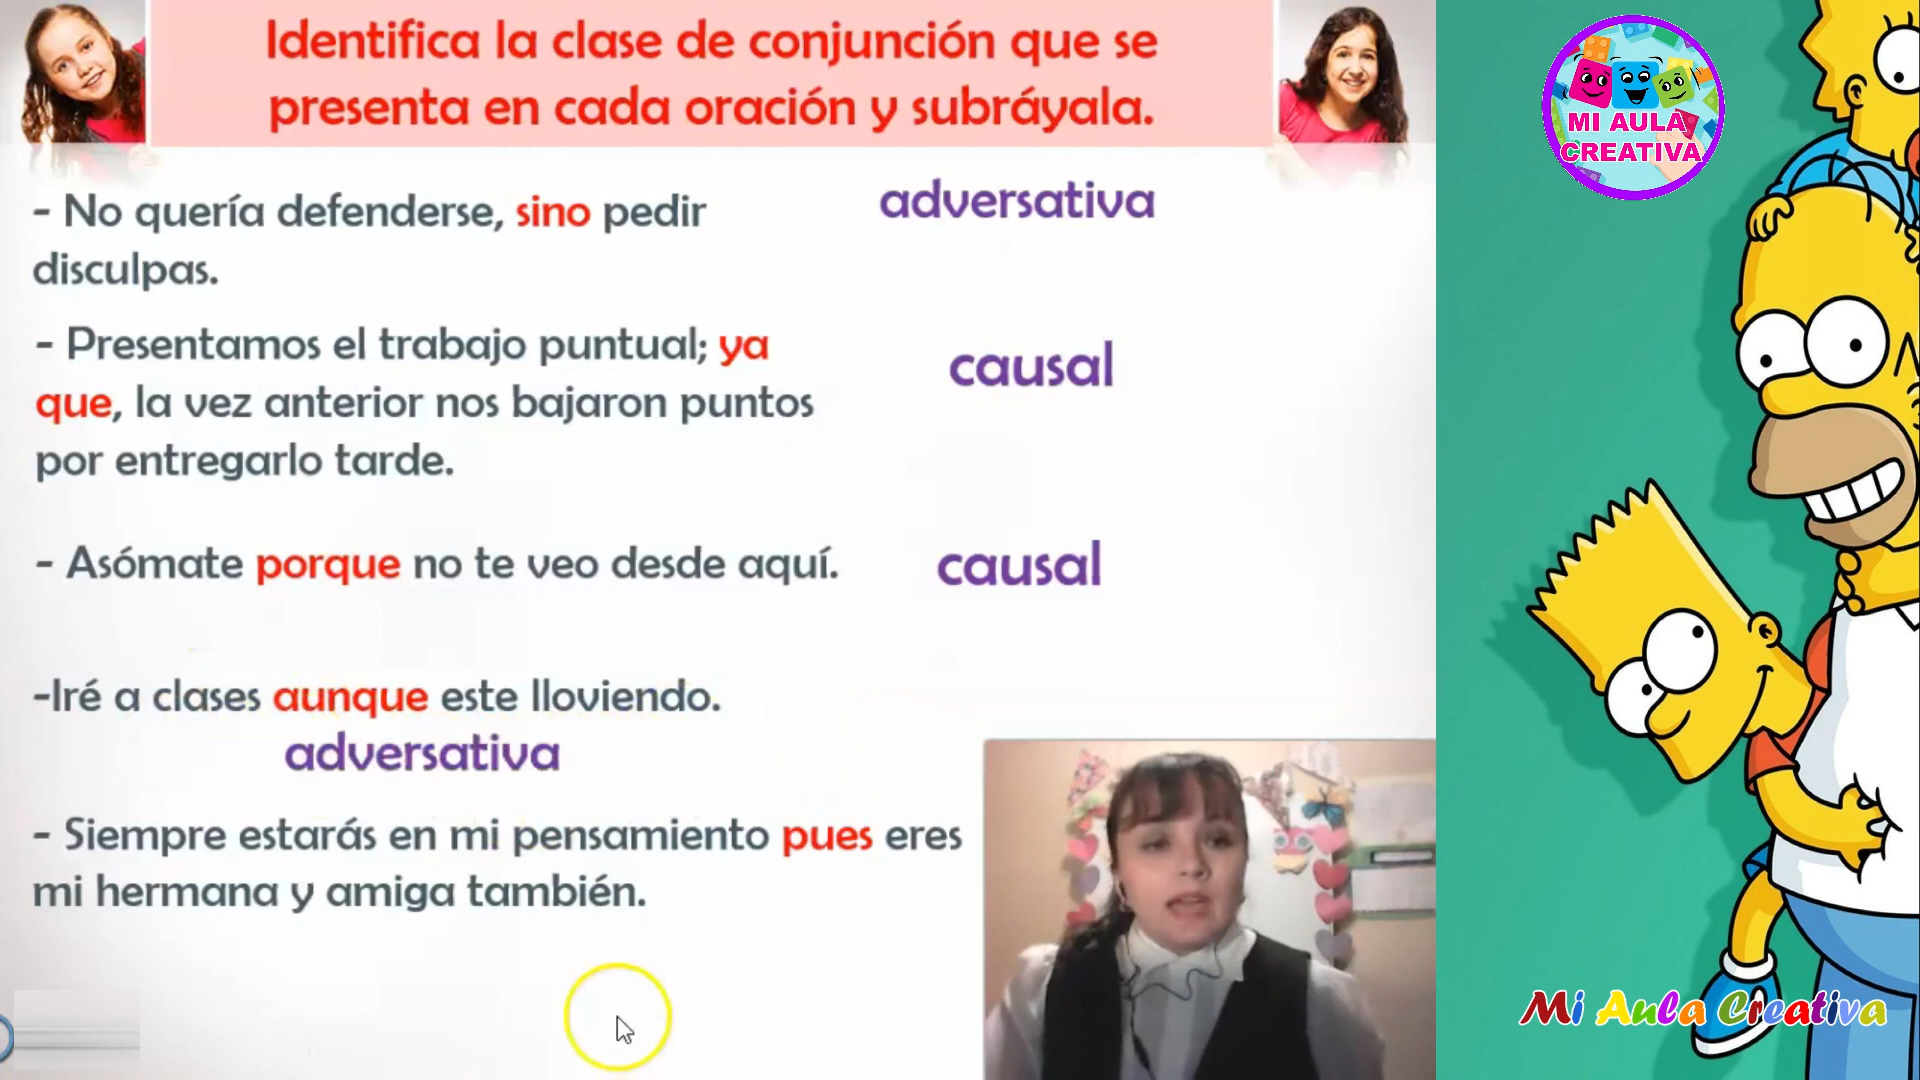 Identifica la clase de conjunción que se
presenta en cada oración y subráyala.
- No quería defenderse, sino pedir
disculpas.
adversativa
- Presentamos el trabajo puntual; ya
que, la vez anterior nos bajaron puntos
por entregarlo tarde.
causal
- Asómate porque no te veo desde aquí.
causal
-Iré a clases aunque este lloviendo.
adversativa
- Siempre estarás en mi pensamiento pues eres
mi hermana y amiga también.
MI AULA
CREATIVA
Mi Aula Creativa